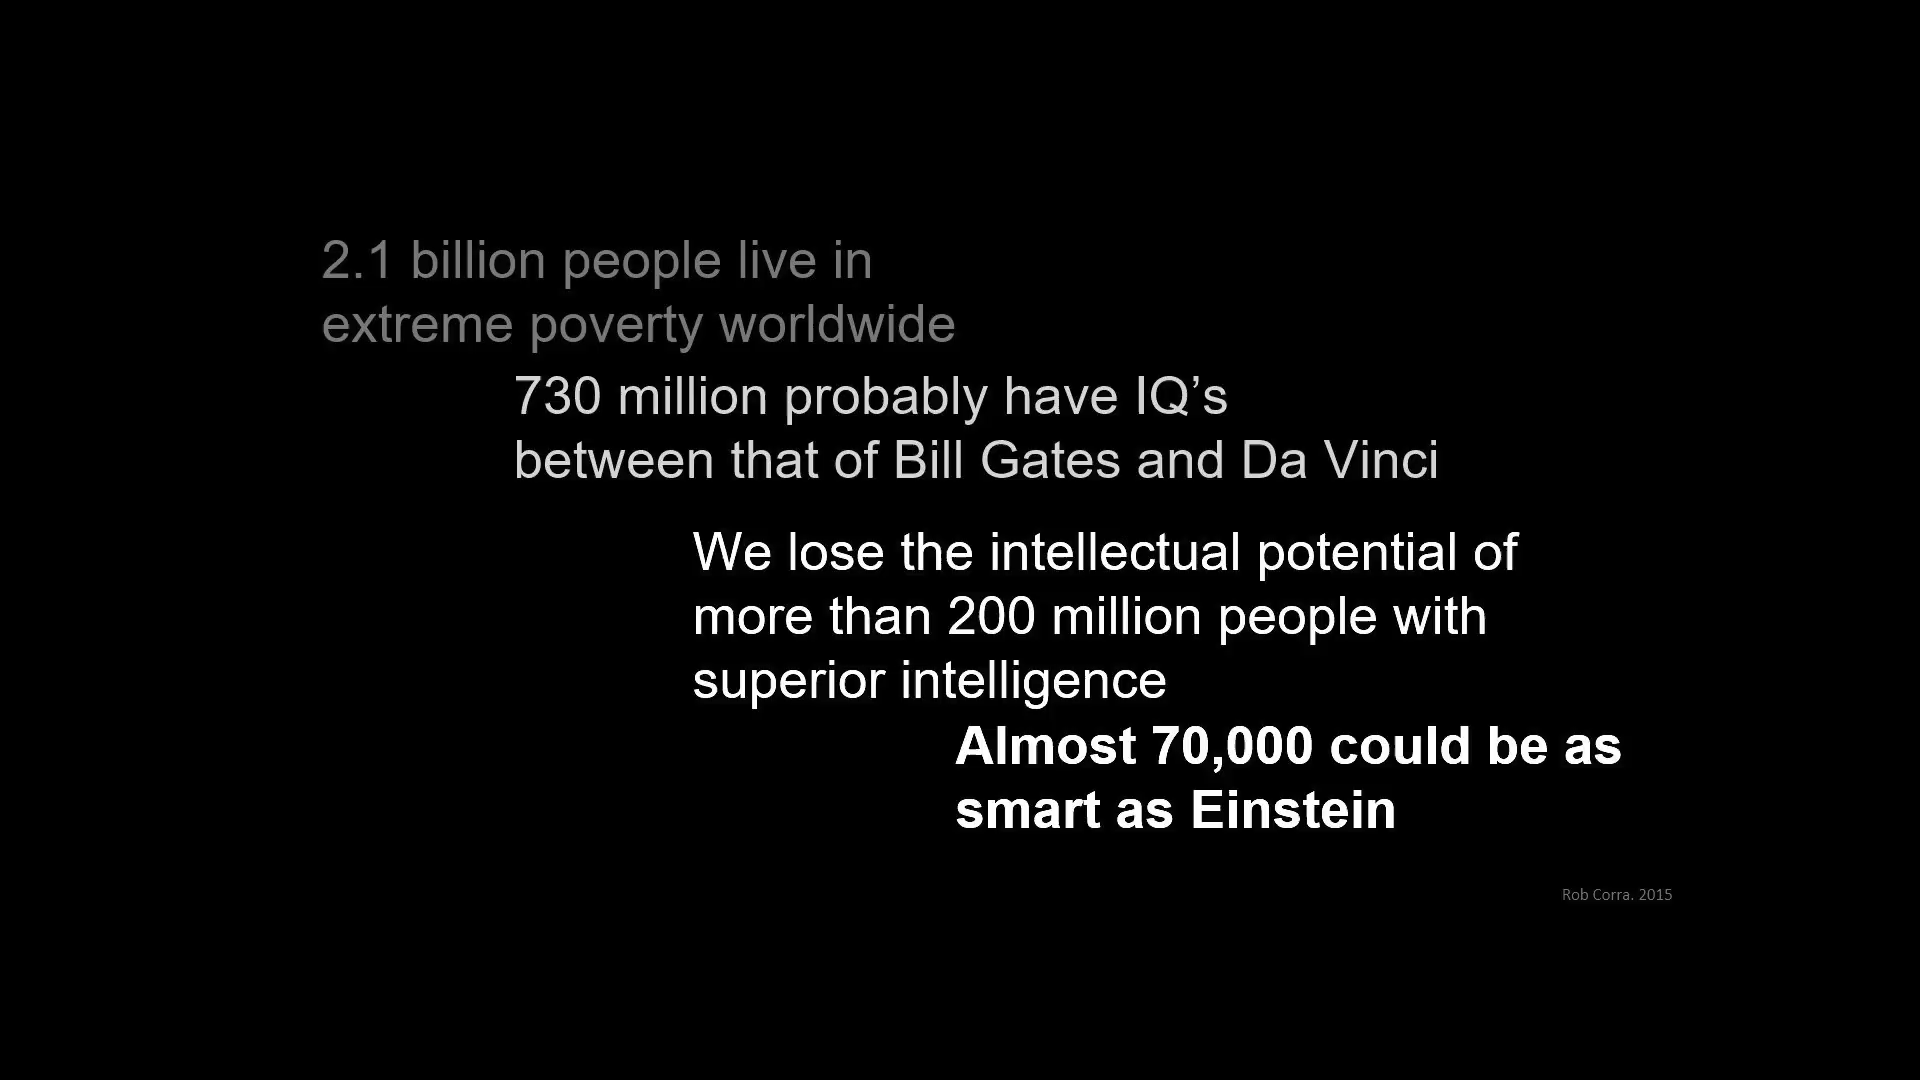 2.1 billion people live in
extreme poverty worldwide
730 million probably have IQ’s
between that of Bill Gates and Da Vinci
We lose the intellectual potential of
more than 200 million people with
superior intelligence
Almost 70,000 could be as
smart as Einstein
Rob Corra. 2015